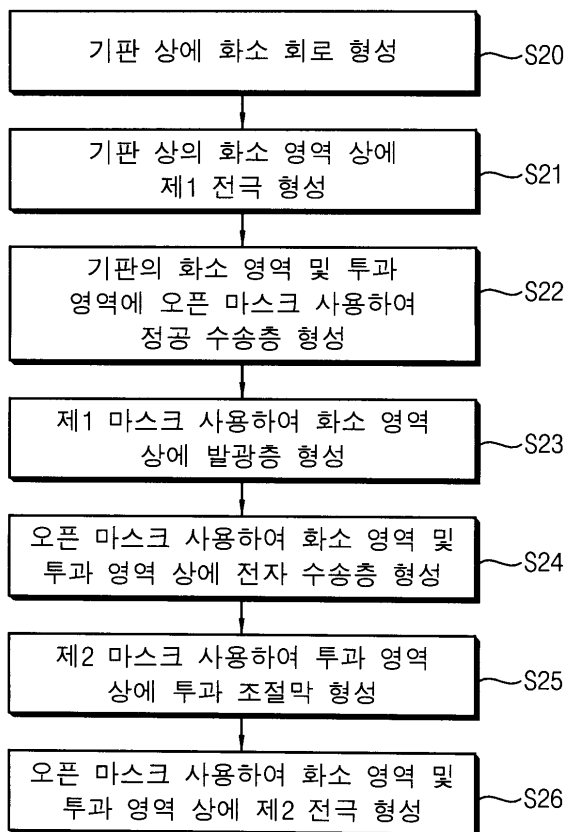 기판 상에 화소 회로 형성
S20
기판 상의 화소 영역 상에
제1 전극 형성
S21
기판의 화소 영역 및 투과
영역에 오픈 마스크 사용하여
정공 수송층 형성
S22
제1 마스크 사용하여 화소 영역
상에 발광층 형성
S23
오픈 마스크 사용하여 화소 영역 및
투과 영역 상에 전자 수송층 형성
S24
제2 마스크 사용하여 투과 영역
상에 투과 조절막 형성
S25
오픈 마스크 사용하여 화소 영역 및
투과 영역 상에 제2 전극 형성
S26